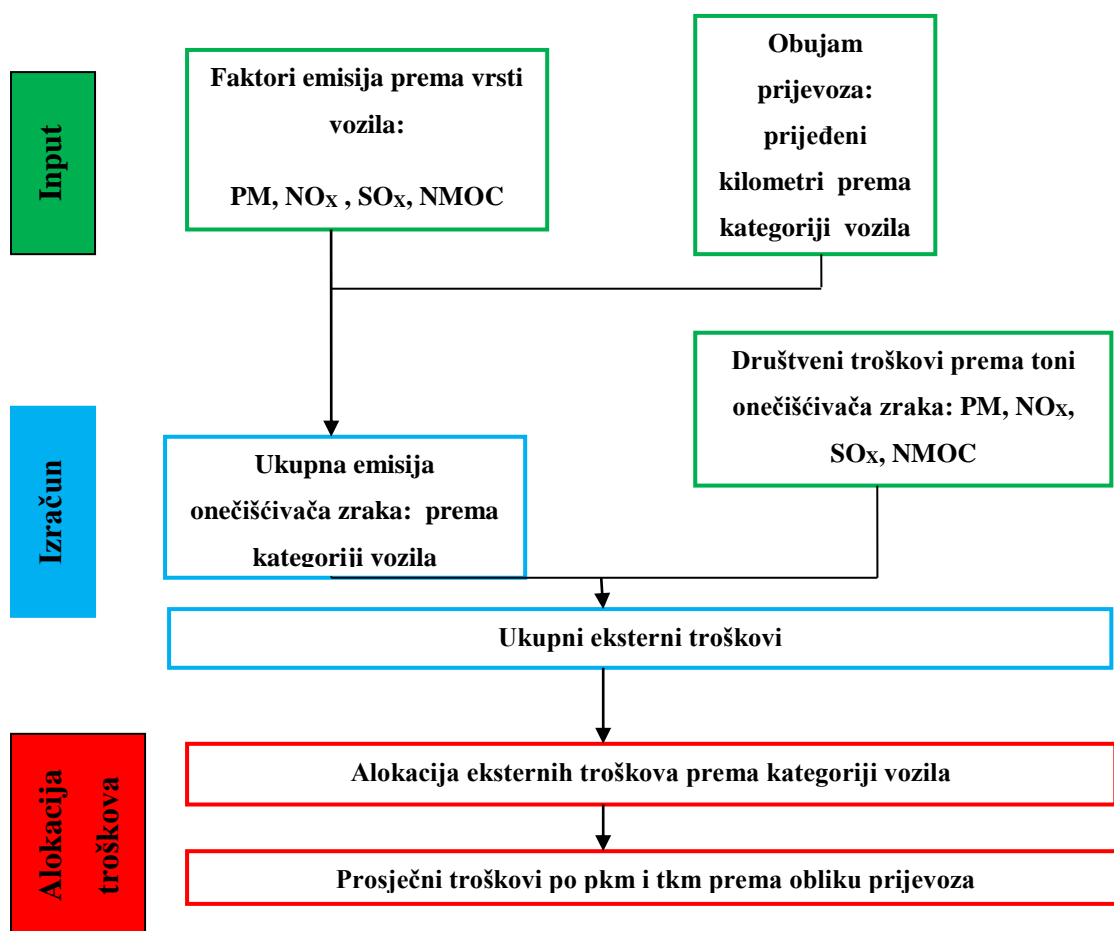 Input
Faktori emisija prema vrsti
vozila:
PM, NOX , SOX, NMOC
Obujam
prijevoza:
prijeđeni
kilometri prema
kategoriji vozila
Društveni troškovi prema toni
onečišćivača zraka: PM, NOX,
SOX, NMOC
Izračun
Ukupna emisija
onečišćivača zraka: prema
kategoriji vozila
Ukupni eksterni troškovi
Alokacija
troškova
Alokacija eksternih troškova prema kategoriji vozila
Prosječni troškovi po pkm i tkm prema obliku prijevoza